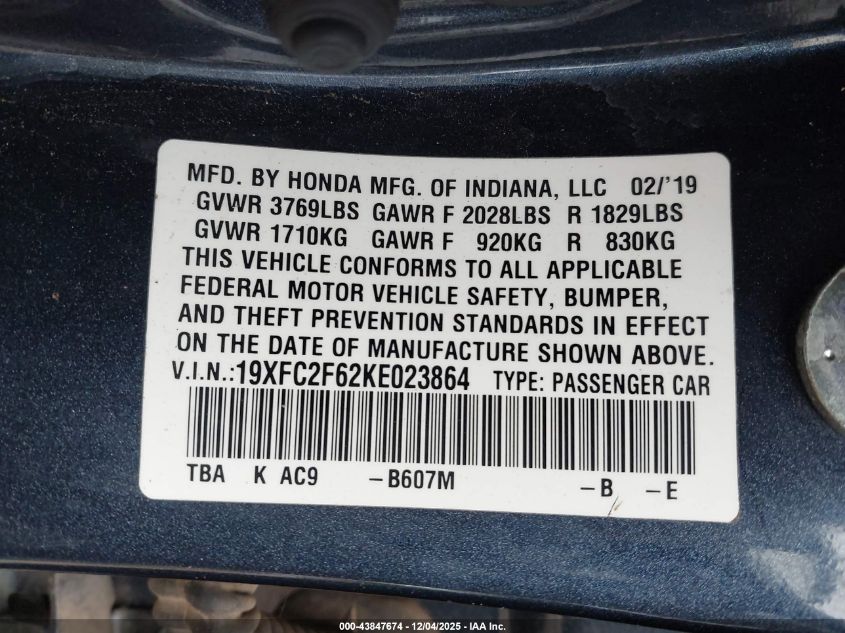 MFD. BY HONDA MFG. OF INDIANA, LLC 02/'19
GVWR 3769LBS GAWR F 2028LBS R 1829LBS
GVWR 1710KG GAWR F 920KG R 830KG
THIS VEHICLE CONFORMS TO ALL APPLICABLE
FEDERAL MOTOR VEHICLE SAFETY, BUMPER,
AND THEFT PREVENTION STANDARDS IN EFFECT
ON THE DATE OF MANUFACTURE SHOWN ABOVE.
V.I.N.:19XFC2F62KE023864 TYPE: PASSENGER CAR
TBA K AC9 –B607M –B –E
000-43847674 - 12/04/2025 - IAA Inc.